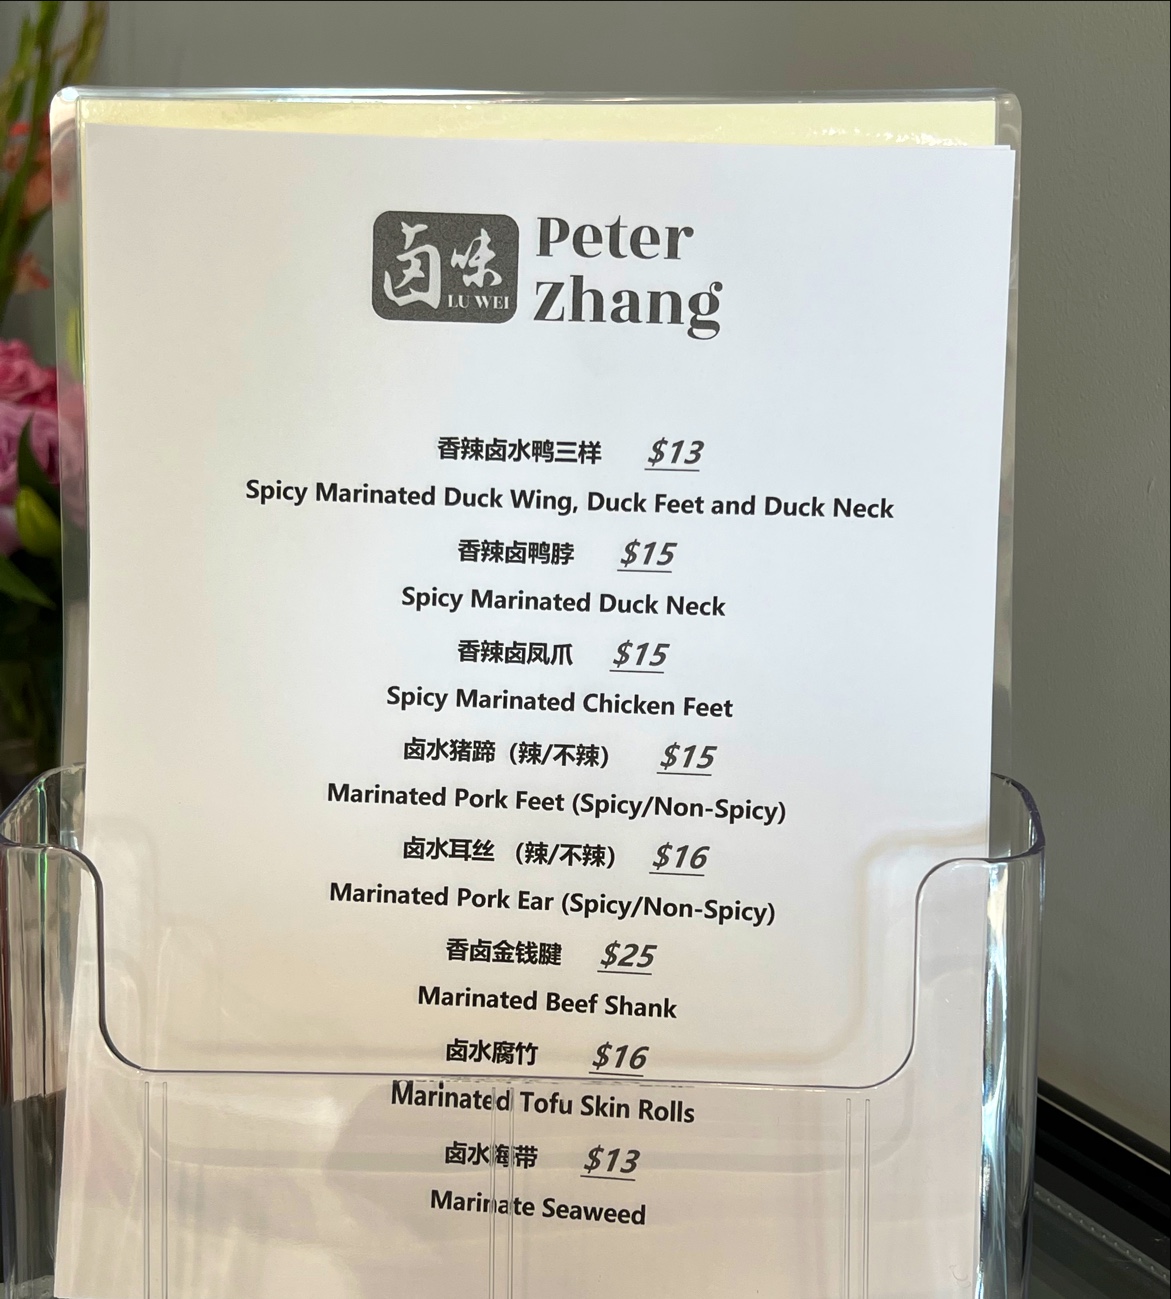 卤味
LU WEI
Peter
Zhang
香辣卤水鸭三样 $13
Spicy Marinated Duck Wing, Duck Feet and Duck Neck
香辣卤鸭脖 $15
Spicy Marinated Duck Neck
香辣卤凤爪 $15
Spicy Marinated Chicken Feet
卤水猪蹄（辣/不辣） $15
Marinated Pork Feet (Spicy/Non-Spicy)
卤水耳丝 （辣/不辣） $16
Marinated Pork Ear (Spicy/Non-Spicy)
香卤金钱腱 $25
Marinated Beef Shank
卤水腐竹 $16
Marinated Tofu Skin Rolls
卤水海带 $13
Marinate Seaweed